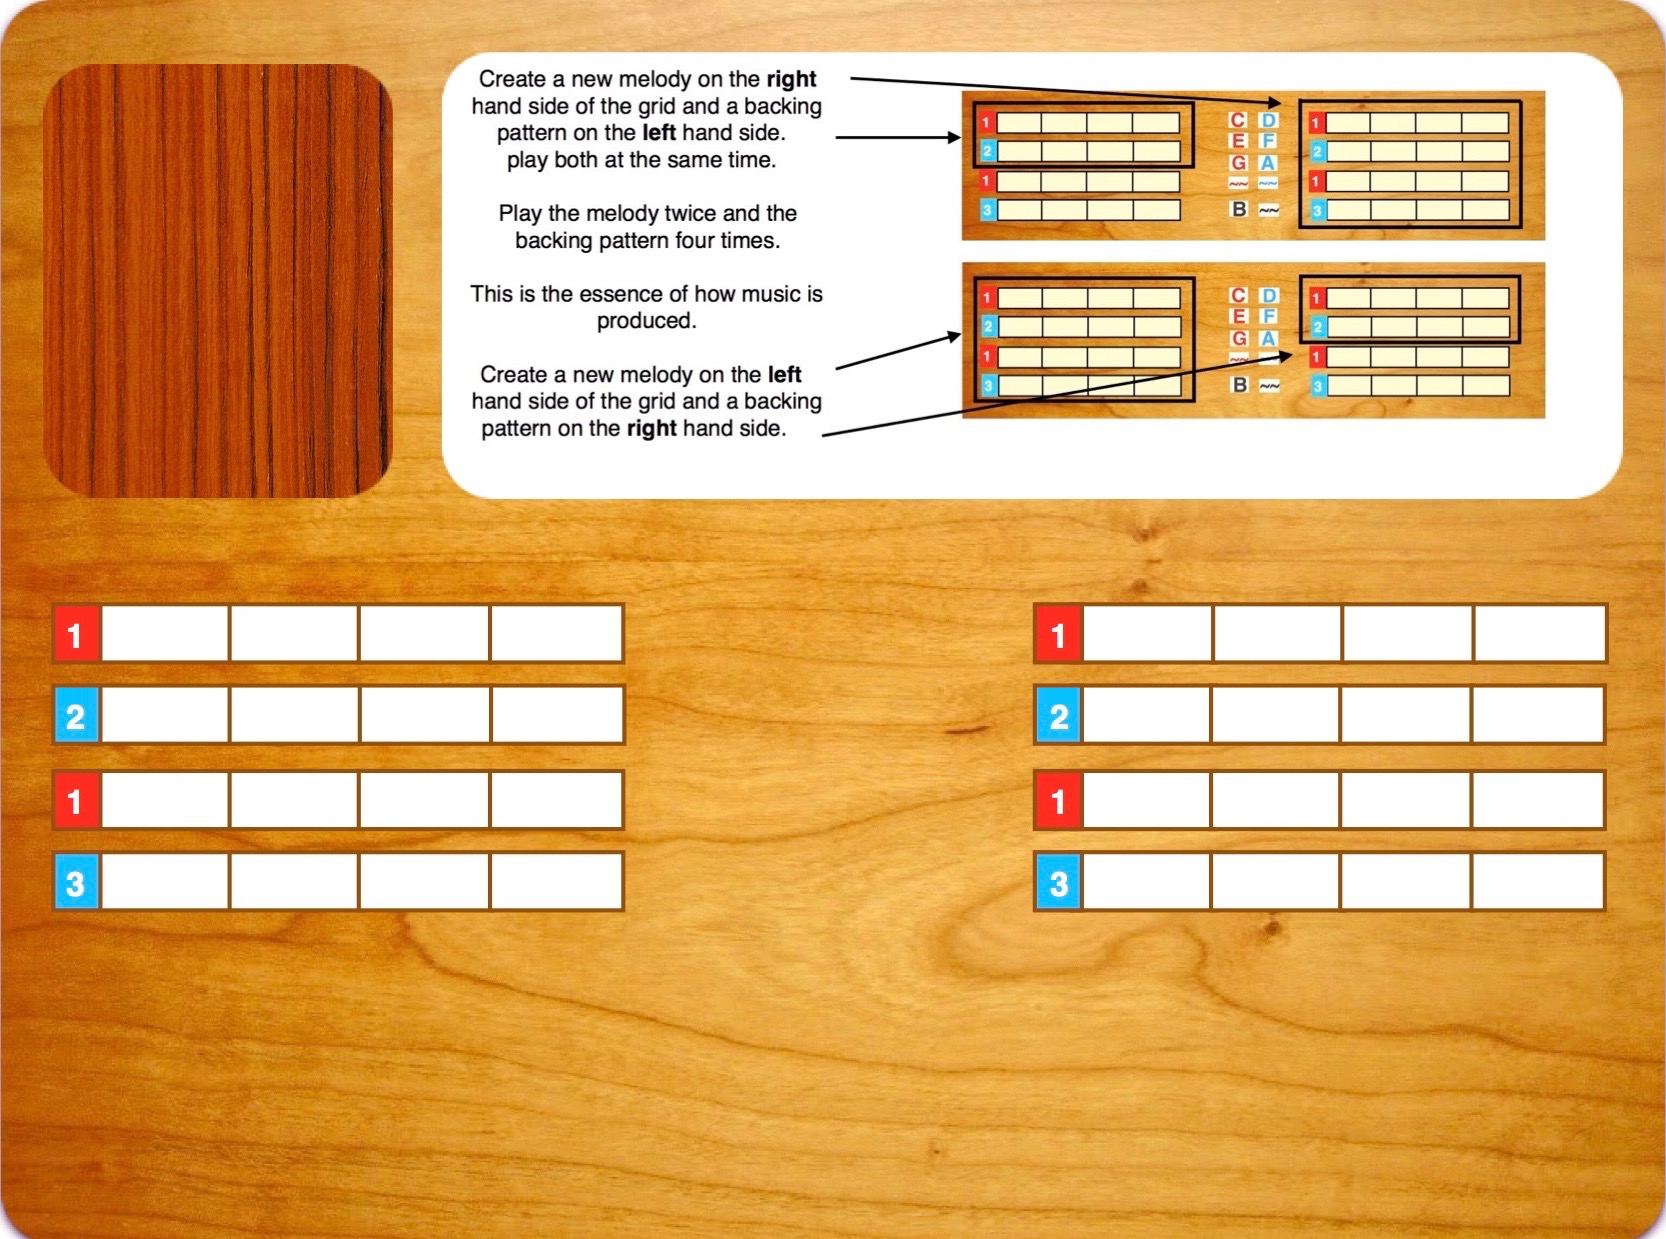 Create a new melody on the right
hand side of the grid and a backing
pattern on the left hand side.
play both at the same time.
Play the melody twice and the
backing pattern four times.
This is the essence of how music is
produced.
Create a new melody on the left
hand side of the grid and a backing
pattern on the right hand side.
1 C D 1
2 E F 2
1 G A 1
~~ ~~
3 B ~~ 3
1 C D 1
2 E F 2
1 G A 1
~~
3 B ~~ 3
1 1
2 2
1 1
3 3